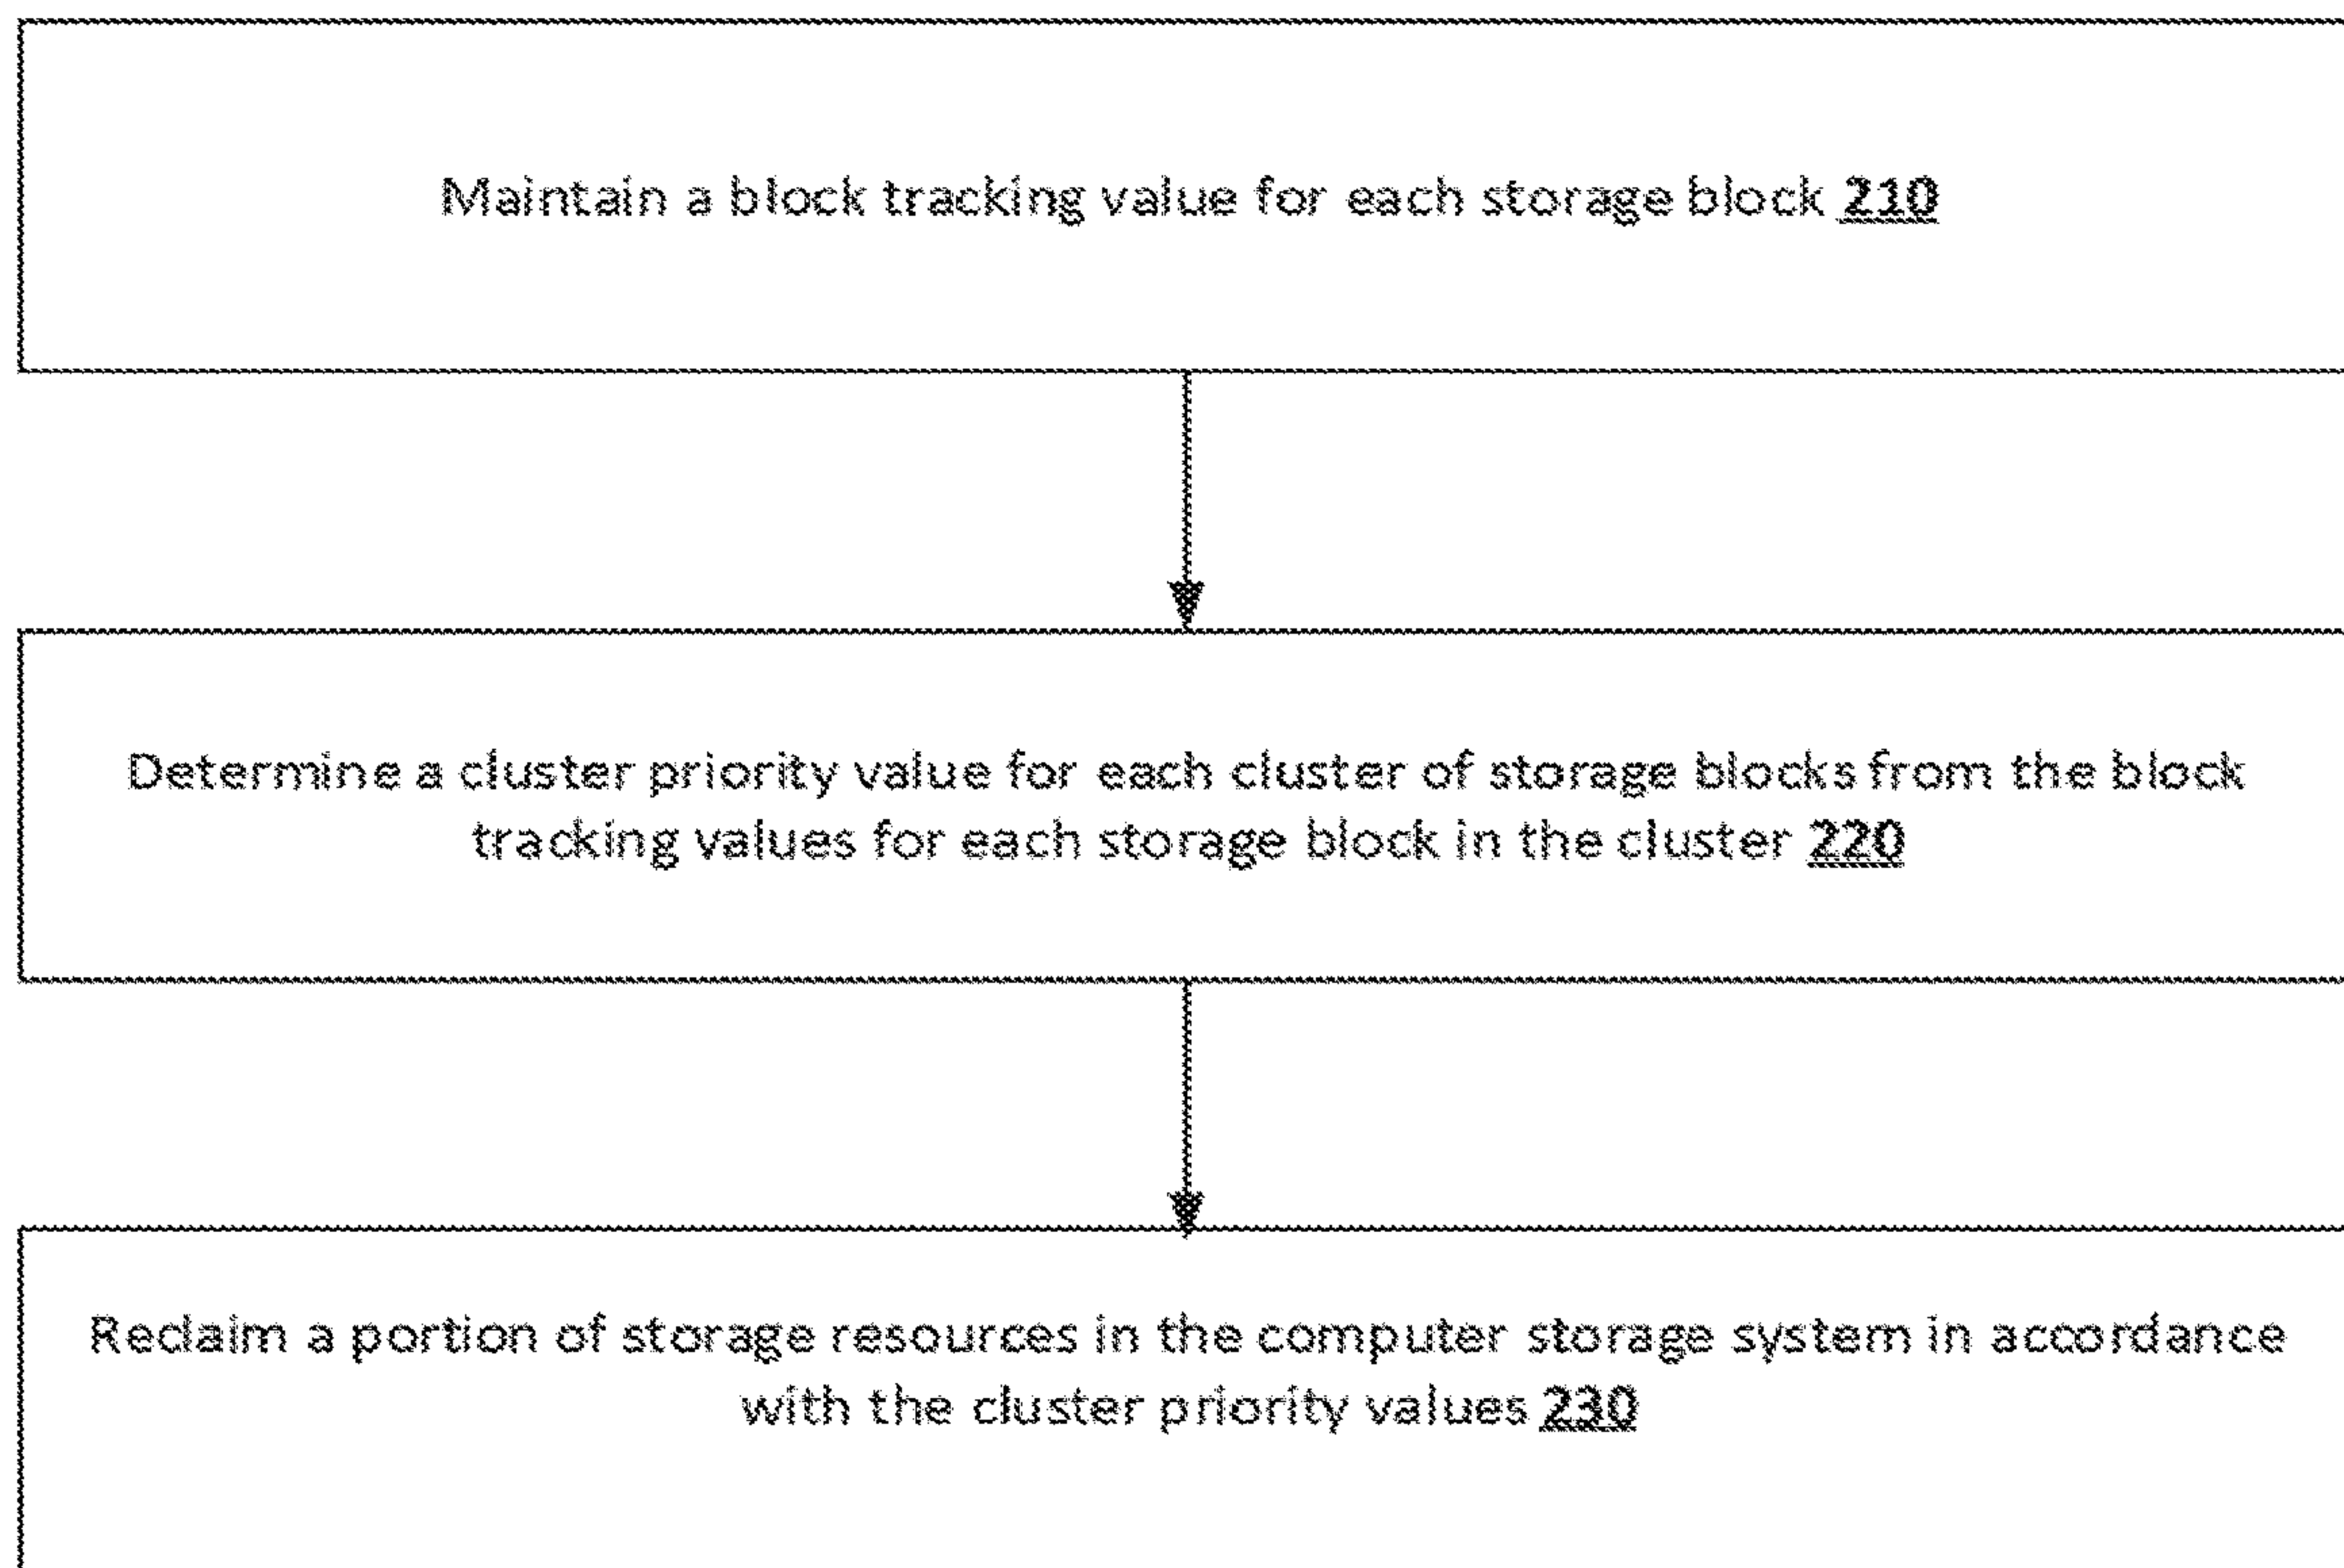 Maintain a block tracking value for each storage block 210
Determine a cluster priority value for each cluster of storage blocks from the block
tracking values for each storage block in the cluster 220
Reclaim a portion of storage resources in the computer storage system in accordance
with the cluster priority values 230